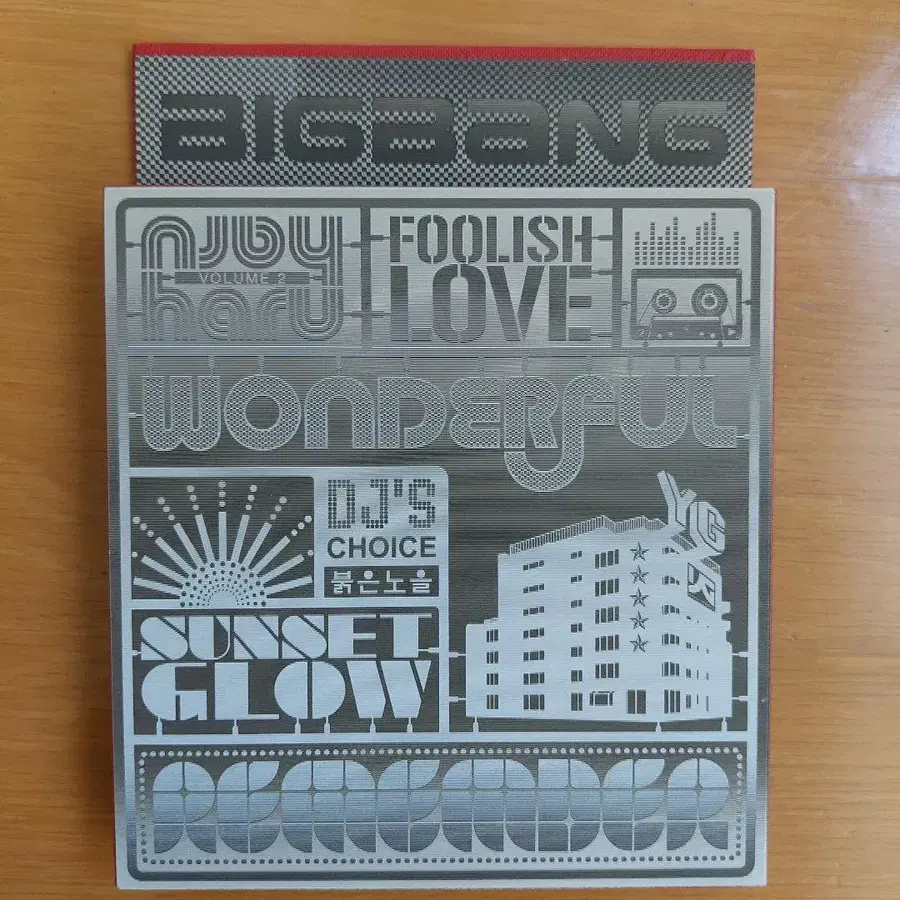 BIGBANG
haru
VOLUME 2
haru
FOOLISH
LOVE
WONDERFUL
DJ'S
CHOICE
붉은노을
YG
SUNSET
GLOW
REMEMBER